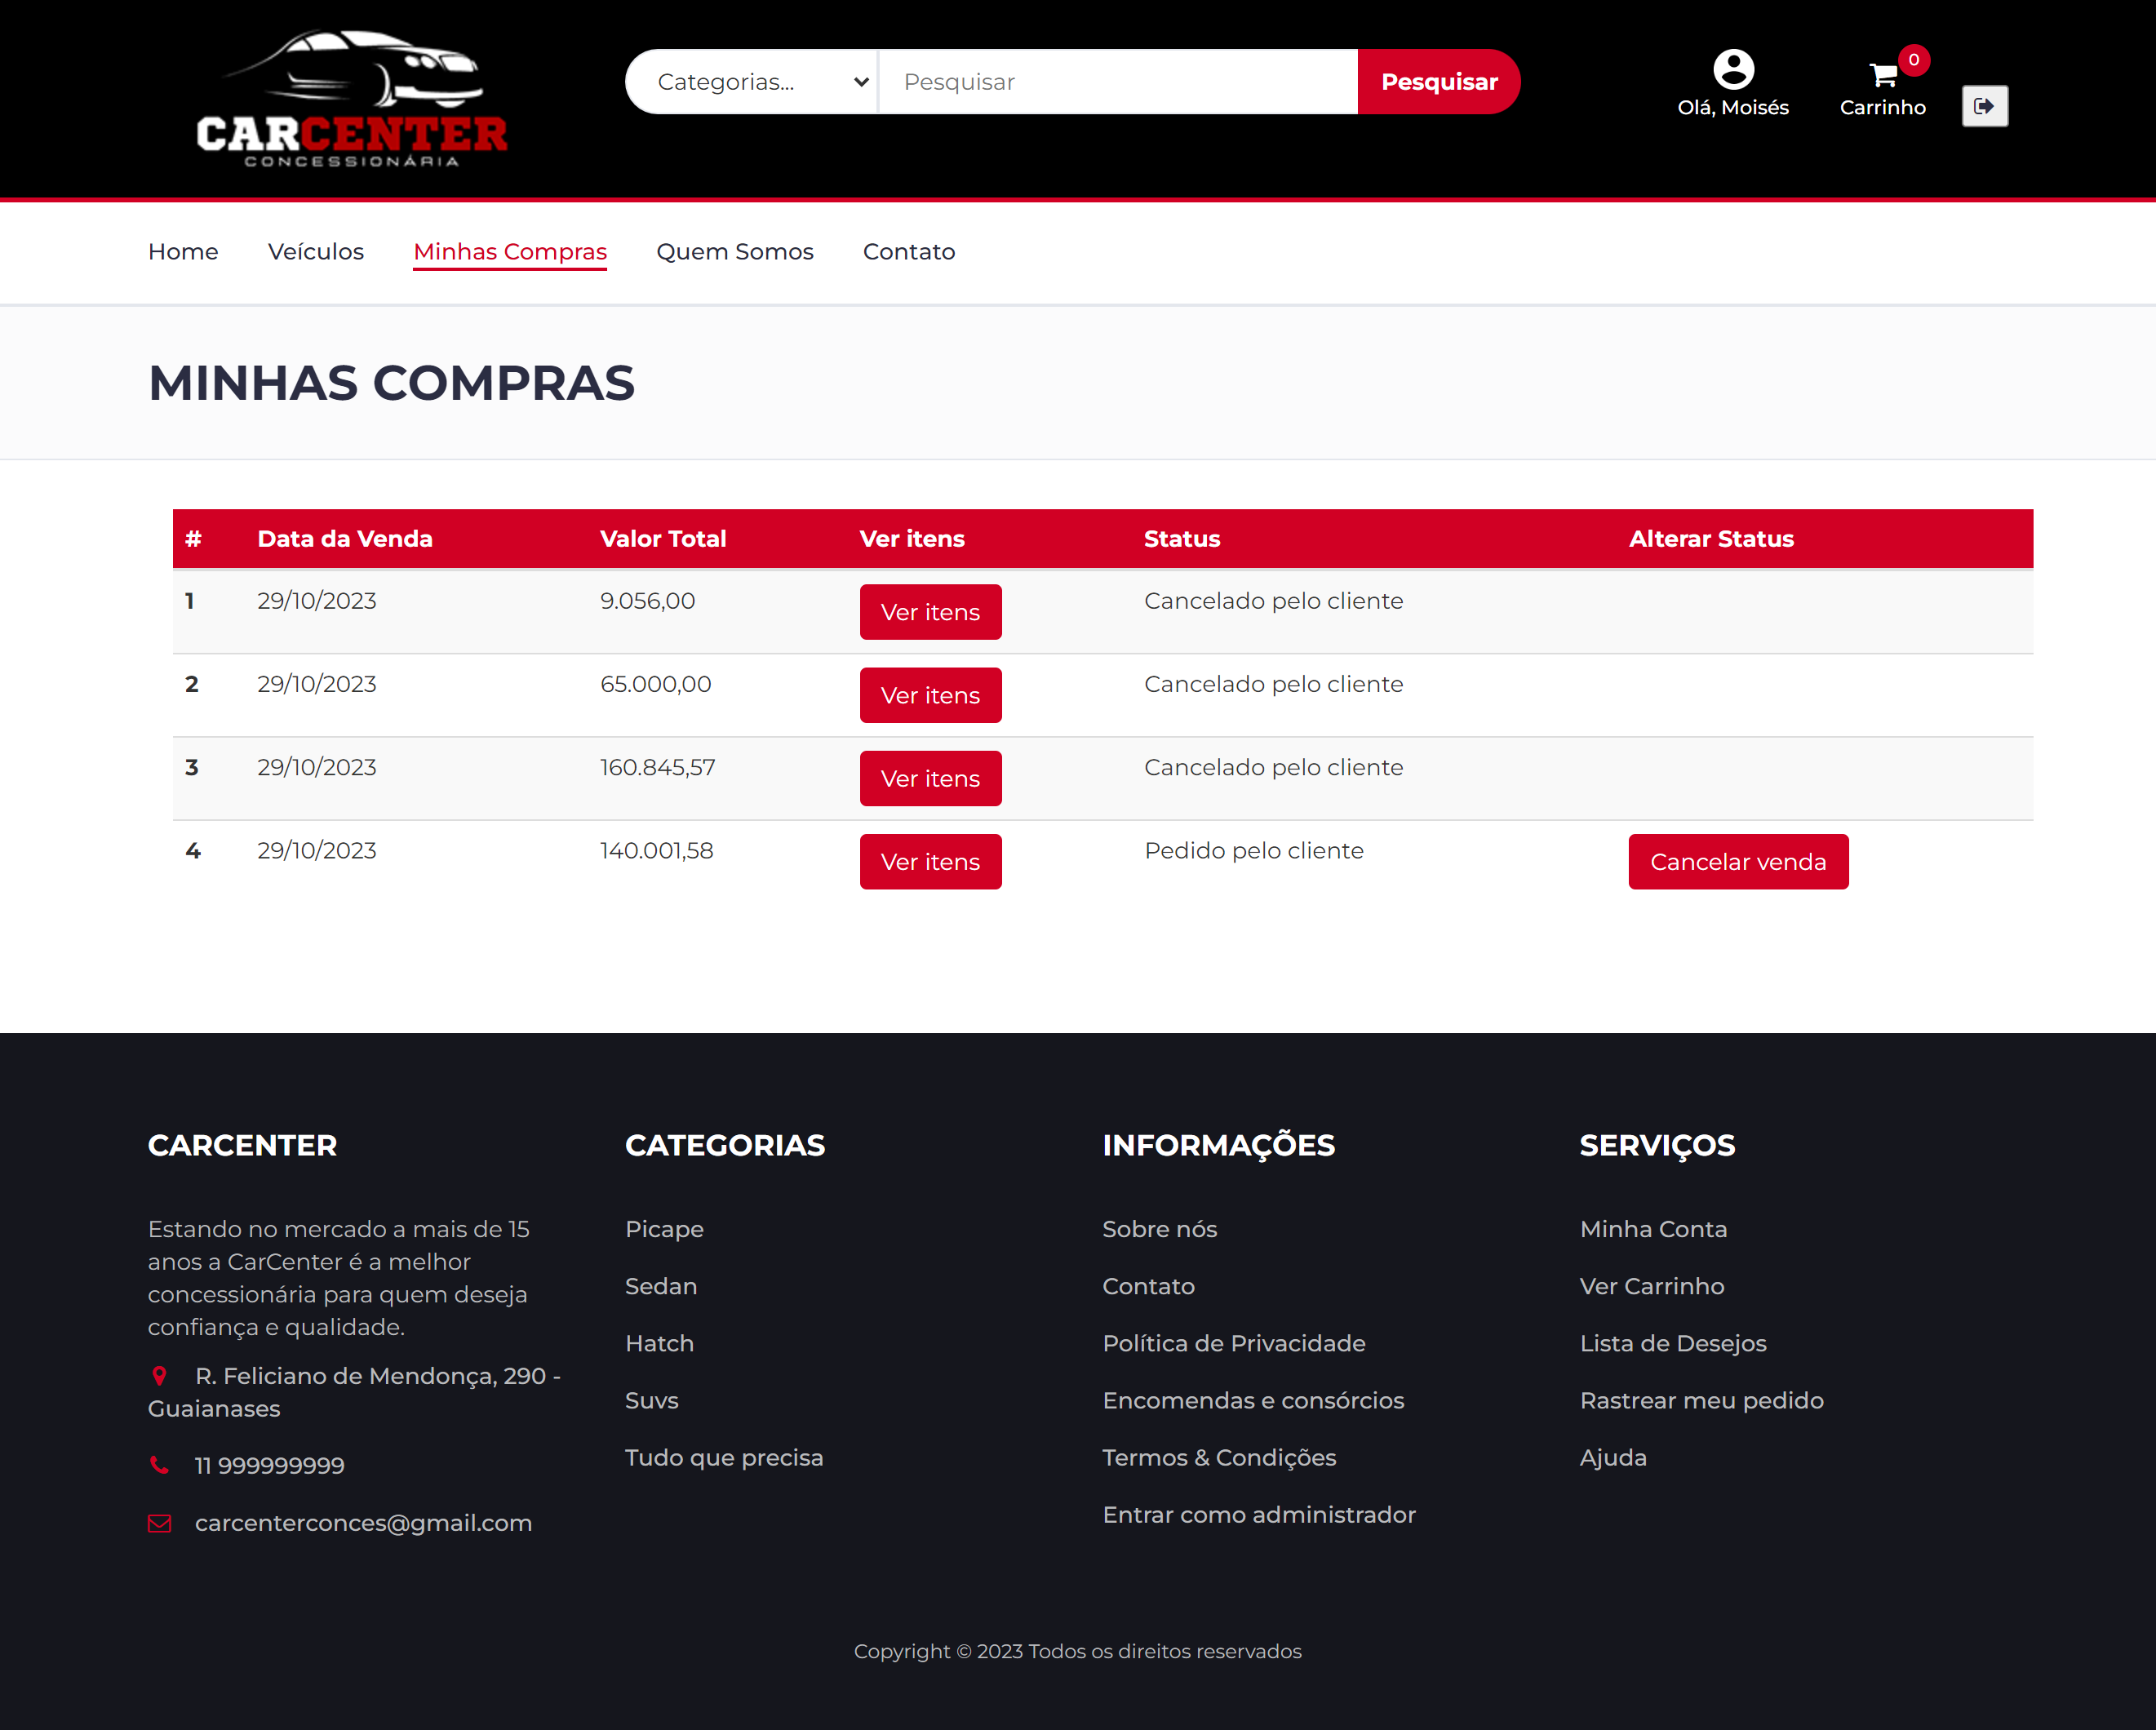 CARCENTER
CONCESSIONÁRIA
Categorias...
Pesquisar
Pesquisar
Olá, Moisés
0
Carrinho
Home
Veículos
Minhas Compras
Quem Somos
Contato
MINHAS COMPRAS
# Data da Venda Valor Total Ver itens Status Alterar Status
1 29/10/2023 9.056,00 Ver itens Cancelado pelo cliente
2 29/10/2023 65.000,00 Ver itens Cancelado pelo cliente
3 29/10/2023 160.845,57 Ver itens Cancelado pelo cliente
4 29/10/2023 140.001,58 Ver itens Pedido pelo cliente Cancelar venda
CARCENTER
Estando no mercado a mais de 15
anos a CarCenter é a melhor
concessionária para quem deseja
confiança e qualidade.
R. Feliciano de Mendonça, 290 -
Guaianases
11 999999999
carcenterconces@gmail.com
CATEGORIAS
Picape
Sedan
Hatch
Suvs
Tudo que precisa
INFORMAÇÕES
Sobre nós
Contato
Política de Privacidade
Encomendas e consórcios
Termos & Condições
Entrar como administrador
SERVIÇOS
Minha Conta
Ver Carrinho
Lista de Desejos
Rastrear meu pedido
Ajuda
Copyright © 2023 Todos os direitos reservados